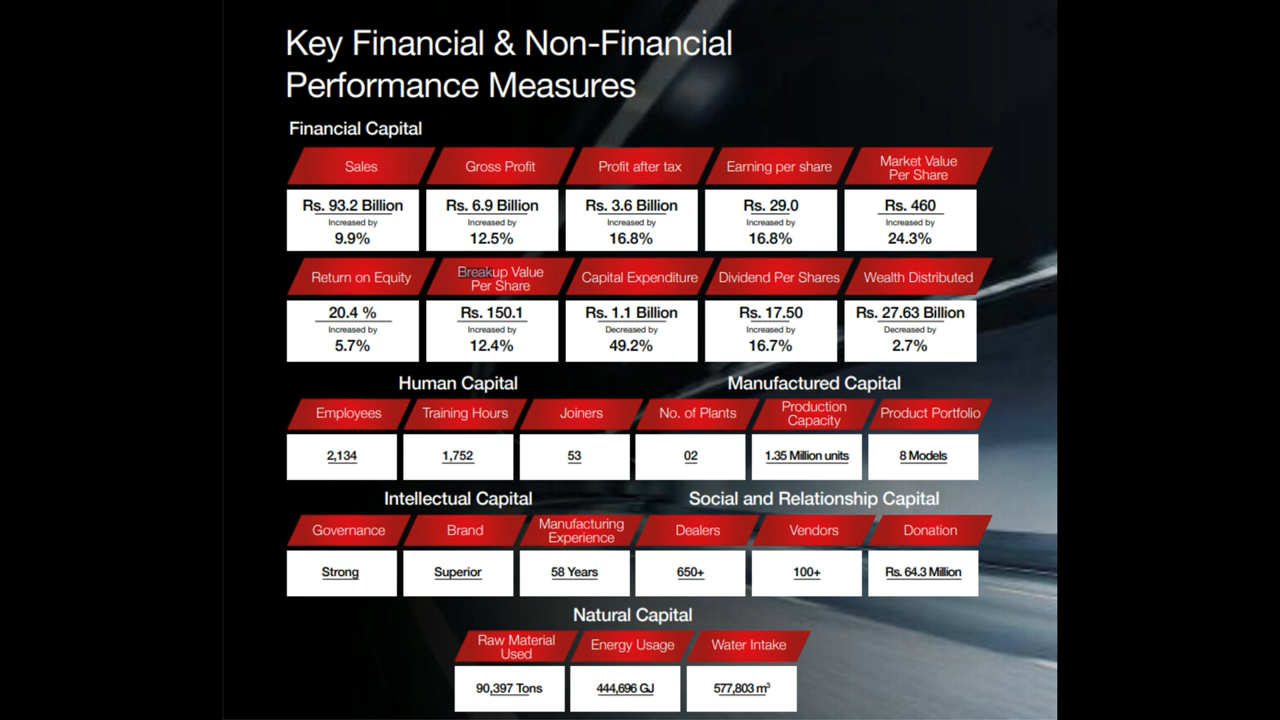 Key Financial & Non-Financial
Performance Measures
Financial Capital
Sales
Gross Profit
Profit after tax
Earning per share
Market Value
Per Share
Rs. 93.2 Billion
Increased by
9.9%
Rs. 6.9 Billion
Increased by
12.5%
Rs. 3.6 Billion
Increased by
16.8%
Rs. 29.0
Increased by
16.8%
Rs. 460
Increased by
24.3%
Return on Equity
Breakup Value
Per Share
Capital Expenditure
Dividend Per Shares
Wealth Distributed
20.4 %
Increased by
5.7%
Rs. 150.1
Increased by
12.4%
Rs. 1.1 Billion
Decreased by
49.2%
Rs. 17.50
Increased by
16.7%
Rs. 27.63 Billion
Decreased by
2.7%
Human Capital
Employees
Training Hours
Joiners
2,134
1,752
53
Manufactured Capital
No. of Plants
Production
Capacity
Product Portfolio
02
1.35 Million units
8 Models
Intellectual Capital
Governance
Brand
Manufacturing
Experience
Strong
Superior
58 Years
Social and Relationship Capital
Dealers
Vendors
Donation
650+
100+
Rs. 64.3 Million
Natural Capital
Raw Material
Used
Energy Usage
Water Intake
90,397 Tons
444,696 GJ
577,803 m³